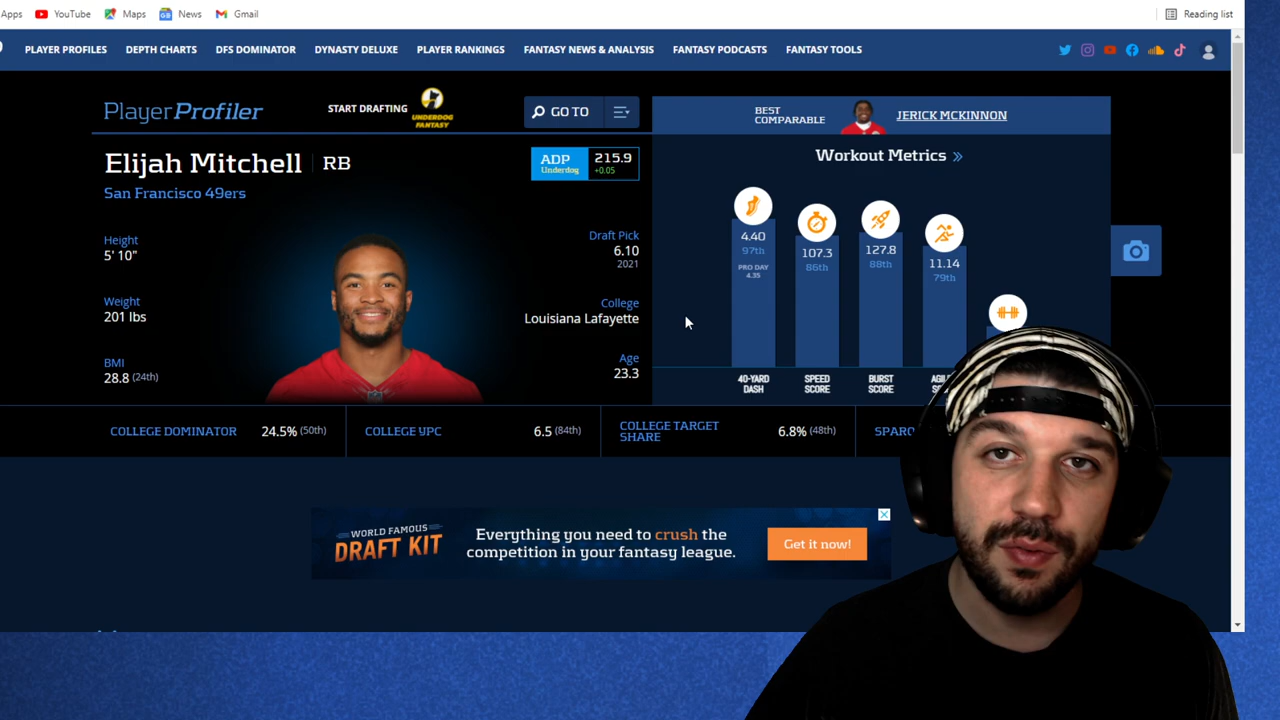 Apps YouTube Maps News Gmail Reading list
PLAYER PROFILES DEPTH CHARTS DFS DOMINATOR DYNASTY DELUXE PLAYER RANKINGS FANTASY NEWS & ANALYSIS FANTASY PODCASTS FANTASY TOOLS
PlayerProfiler
START DRAFTING
UNDERDOG
FANTASY
GO TO
BEST
COMPARABLE
JERICK MCKINNON
Elijah Mitchell RB
San Francisco 49ers
ADP
Underdog
215.9
+0.05
Height
5' 10"
Weight
201 lbs
BMI
28.8 (24th)
Draft Pick
6.10
2021
College
Louisiana Lafayette
Age
23.3
Workout Metrics
4.40
97th
PRO DAY
4.35
40-YARD
DASH
107.3
86th
SPEED
SCORE
127.8
88th
BURST
SCORE
11.14
79th
COLLEGE DOMINATOR 24.5% (50th)
COLLEGE YPC 6.5 (84th)
COLLEGE TARGET
SHARE
6.8% (48th)
WORLD FAMOUS
DRAFT KIT
Everything you need to crush the
competition in your fantasy league.
Get it now!